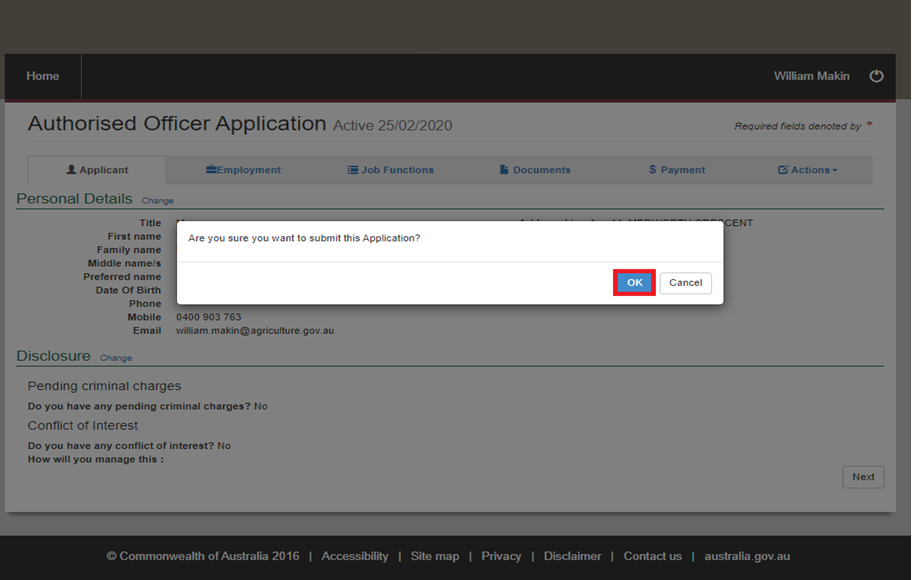 Home
William Makin
Authorised Officer Application Active 25/02/2020
Required fields denoted by *
Applicant
Employment
Job Functions
Documents
$ Payment
Actions
Personal Details Change
Title
First name
Family name
Middle name/s
Preferred name
Date Of Birth
Phone
Mobile 0400 903 763
Email william.makin@agriculture.gov.au
CRESCENT
Are you sure you want to submit this Application?
OK
Cancel
Disclosure Change
Pending criminal charges
Do you have any pending criminal charges? No
Conflict of Interest
Do you have any conflict of interest? No
How will you manage this :
Next
© Commonwealth of Australia 2016 | Accessibility | Site map | Privacy | Disclaimer | Contact us | australia.gov.au